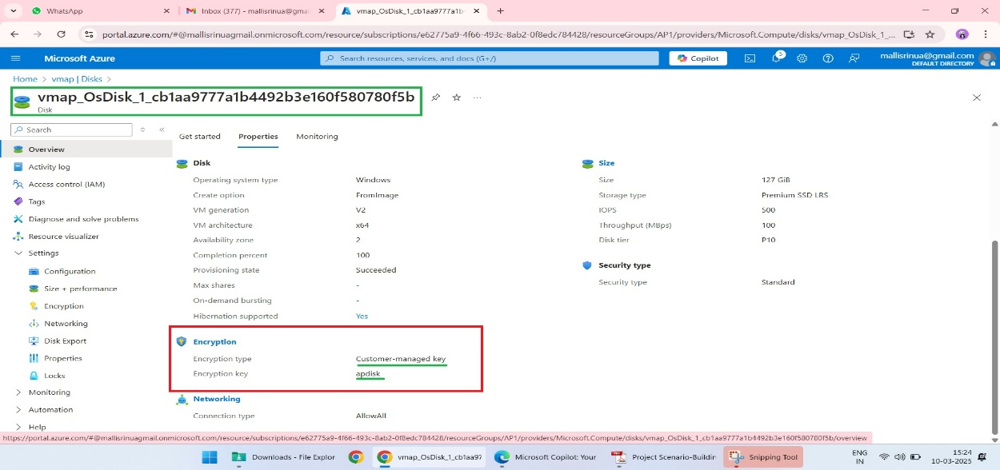 WhatsApp
Inbox (377) - mallisrinua@gmai
vmap_OsDisk_1_cb1aa9777a1b4
portal.azure.com/#@mallisrinuagmail.onmicrosoft.com/resource/subscriptions/e62775a9-4f66-493c-8ab2-0f8edc784428/resourceGroups/AP1/providers/Microsoft.Compute/disks/vmap_OsDisk_1_...
Microsoft Azure
Search resources, services, and docs (G+/)
Copilot
5
mallisrinua@gmail.com
DEFAULT DIRECTORY
Home > vmap | Disks >
vmap_OsDisk_1_cb1aa9777a1b4492b3e160f580780f5b
Disk
Search
Overview
Activity log
Access control (IAM)
Tags
Diagnose and solve problems
Resource visualizer
Settings
Configuration
Size + performance
Encryption
Networking
Disk Export
Properties
Locks
Monitoring
Automation
Help
Get started Properties Monitoring
Disk
Operating system type Windows
Create option FromImage
VM generation V2
VM architecture x64
Availability zone 2
Completion percent 100
Provisioning state Succeeded
Max shares -
On-demand bursting -
Hibernation supported Yes
Encryption
Encryption type Customer-managed key
Encryption key apdisk
Networking
Connection type AllowAll
Size
Size 127 GiB
Storage type Premium SSD LRS
IOPS 500
Throughput (MBps) 100
Disk tier P10
Security type
Security type Standard
https://portal.azure.com/#@mallisrinuagmail.onmicrosoft.com/resource/subscriptions/e62775a9-4f66-493c-8ab2-0f8edc784428/resourceGroups/AP1/providers/Microsoft.Compute/disks/vmap_OsDisk_1_cb1aa9777a1b4492b3e160f580780f5b/overview
Downloads - File Explor
vmap_OsDisk_1_cb1aa97
Microsoft Copilot: Your
Project Scenario-Buildin
Snipping Tool
ENG
IN
15:24
10-03-2025